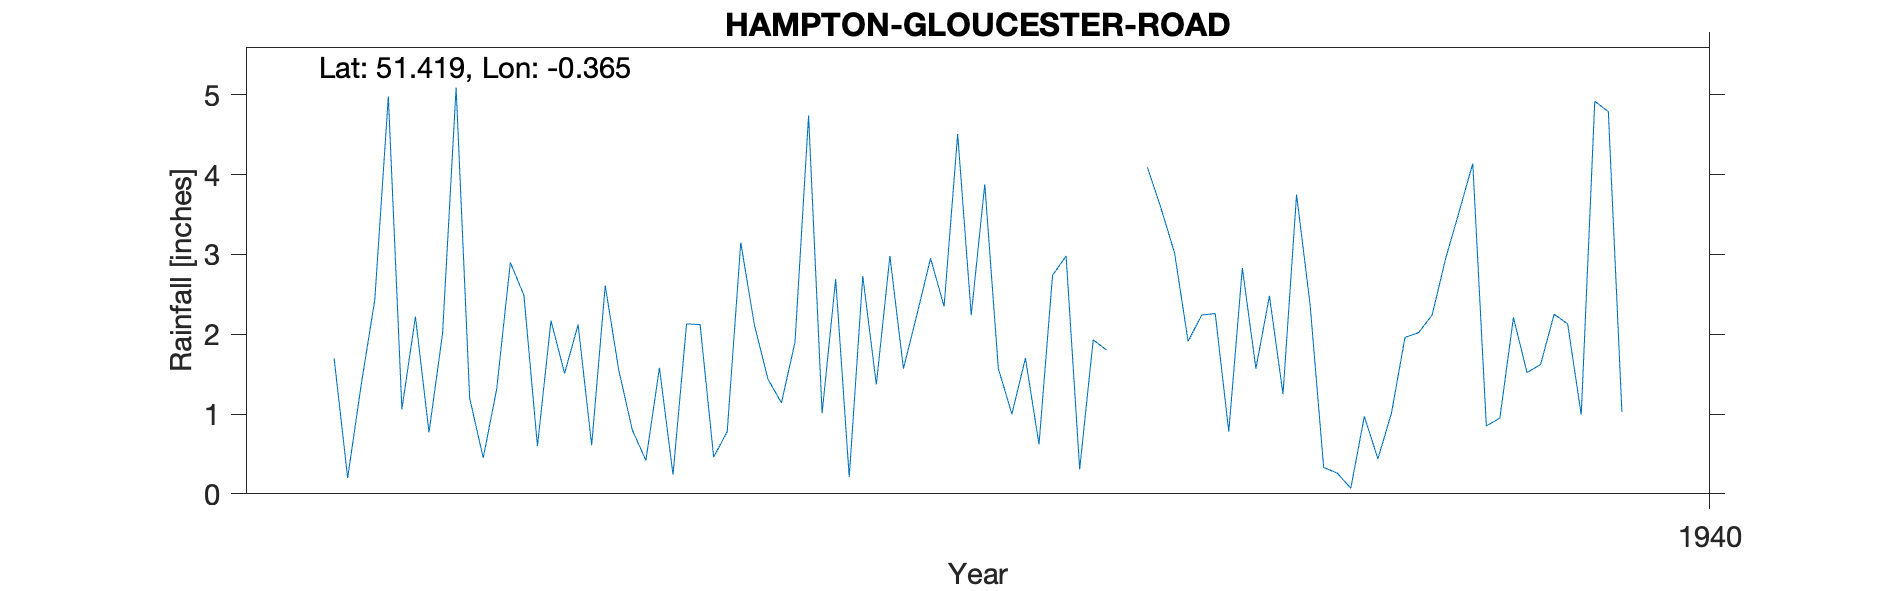 HAMPTON-GLOUCESTER-ROAD
Lat: 51.419, Lon: -0.365
5
4
3
2
1
0
Rainfall [inches]
1940
Year